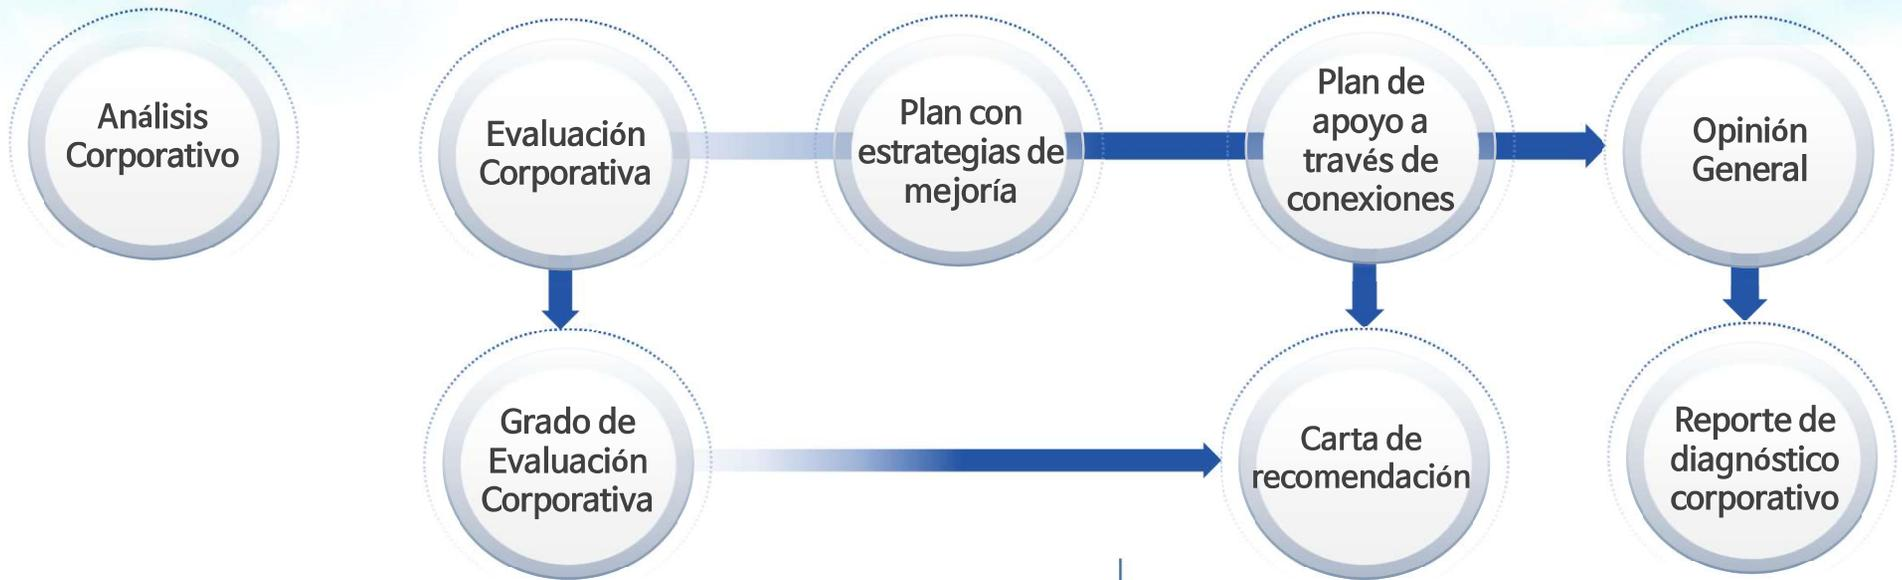 Análisis
Corporativo
Evaluación
Corporativa
Plan con
estrategias de
mejoría
Plan de
apoyo a
través de
conexiones
Opinión
General
Grado de
Evaluación
Corporativa
Carta de
recomendación
Reporte de
diagnóstico
corporativo